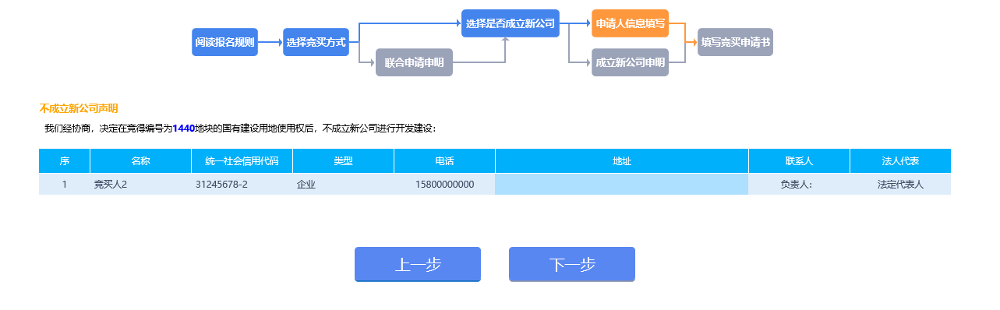 阅读报名规则
选择竞买方式
选择是否成立新公司
申请人信息填写
填写竞买申请书
联合申请申明
成立新公司申明
不成立新公司声明
我们经协商，决定在竞得编号为1440地块的国有建设用地使用权后，不成立新公司进行开发建设：
序 名称 统一社会信用代码 类型 电话 地址 联系人 法人代表
1 竞买人2 31245678-2 企业 15800000000 负责人： 法定代表人
上一步 下一步